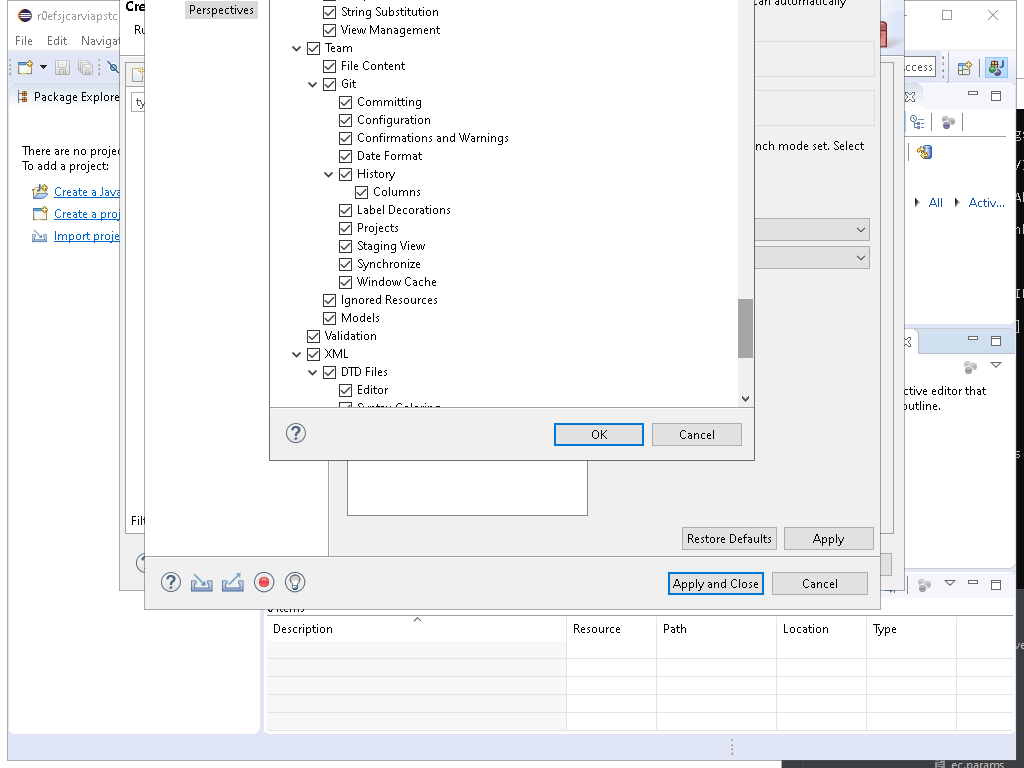 r0efsjcarviapstc
File Edit Navigat
Package Explore
There are no projec
To add a project:
Create a Java
Create a proj
Import proje
Cre
Ru
ty
Filt
Perspectives
String Substitution
View Management
Team
File Content
Git
Committing
Configuration
Confirmations and Warnings
Date Format
History
Columns
Label Decorations
Projects
Staging View
Synchronize
Window Cache
Ignored Resources
Models
Validation
XML
DTD Files
Editor
Syntax Coloring
OK Cancel
can automatically
nch mode set. Select
Restore Defaults Apply
Apply and Close Cancel
ccess
All Activ...
ctive editor that
outline.
items
Description Resource Path Location Type
ec.params